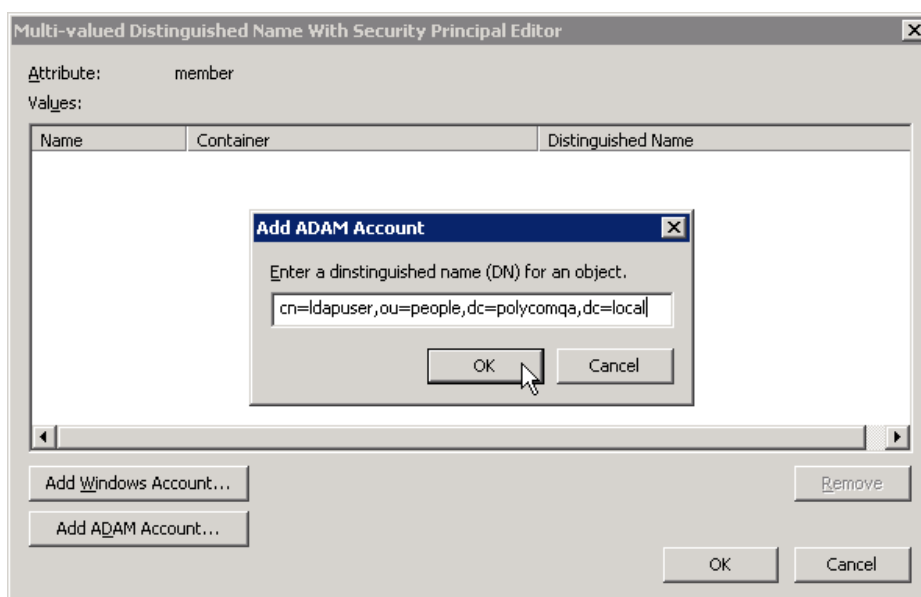 Multi-valued Distinguished Name With Security Principal Editor
Attribute: member
Values:
Name Container Distinguished Name
Add ADAM Account
Enter a dinstinguished name (DN) for an object.
cn=ldapuser,ou=people,dc=polycomqa,dc=local
OK Cancel
Add Windows Account... Remove
Add ADAM Account...
OK Cancel